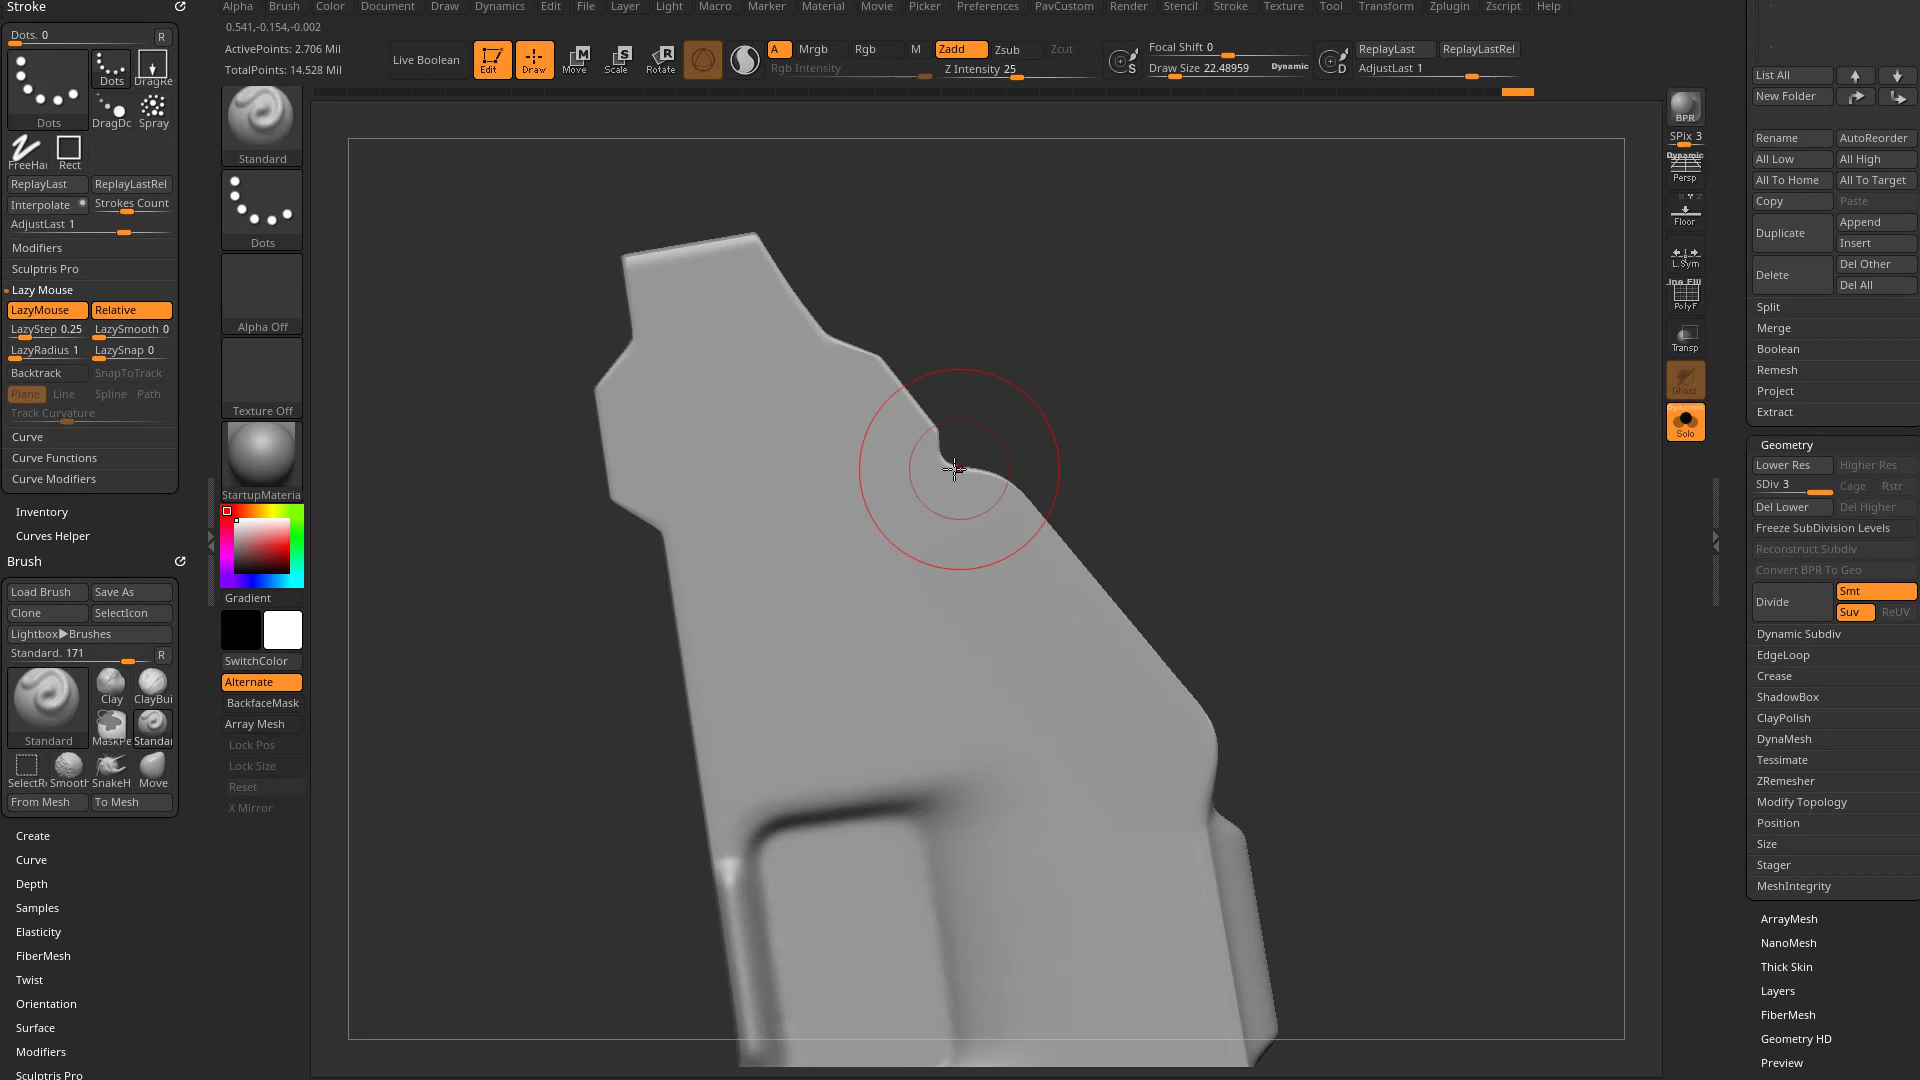 Stroke
Alpha Brush Color Document Draw Dynamics Edit File Layer Light Macro Marker Material Movie Picker Preferences PavCustom Render Stencil Stroke Texture Tool Transform Zplugin Zscript Help
0.541,-0.154,-0.002
Dots. 0
R
ActivePoints: 2.706 Mil
TotalPoints: 14.528 Mil
Live Boolean
Edit
Draw
Move
Scale
Rotate
A
Mrgb
Rgb
M
Zadd
Zsub
Zcut
Rgb Intensity
Z Intensity 25
S
Focal Shift 0
Draw Size 22.48959
Dynamic
D
ReplayLast
ReplayLastRel
AdjustLast 1
Dots
Dots
DragRe
DragDo
Spray
FreeHa
Rect
ReplayLast
ReplayLastRel
Interpolate
Strokes Count
AdjustLast 1
Modifiers
Sculptris Pro
Lazy Mouse
LazyMouse
Relative
LazyStep 0.25
LazySmooth 0
LazyRadius 1
LazySnap 0
Backtrack
SnapToTrack
Plane
Line
Spline
Path
Track Curvature
Curve
Curve Functions
Curve Modifiers
Inventory
Curves Helper
Brush
Load Brush
Save As
Clone
SelectIcon
Lightbox▶Brushes
Standard. 171
R
Standard
Clay
ClayBui
MaskPe
Standar
SelectRe
Smooth
SnakeH
Move
From Mesh
To Mesh
Create
Curve
Depth
Samples
Elasticity
FiberMesh
Twist
Orientation
Surface
Modifiers
Sculptris Pro
Standard
Dots
Alpha Off
Texture Off
StartupMateria
Gradient
SwitchColor
Alternate
BackfaceMask
Array Mesh
Lock Pos
Lock Size
Reset
X Mirror
BPR
SPix 3
Dynamic
Persp
Floor
L.Sym
PolyF
Transp
Ghost
Dynamic
Solo
List All
New Folder
Rename
AutoReorder
All Low
All High
All To Home
All To Target
Copy
Paste
Duplicate
Append
Insert
Delete
Del Other
Del All
Split
Merge
Boolean
Remesh
Project
Extract
Geometry
Lower Res
Higher Res
SDiv 3
Cage
Rstr
Del Lower
Del Higher
Freeze SubDivision Levels
Reconstruct Subdiv
Convert BPR To Geo
Divide
Smt
Suv
ReUV
Dynamic Subdiv
EdgeLoop
Crease
ShadowBox
ClayPolish
DynaMesh
Tessimate
ZRemesher
Modify Topology
Position
Size
Stager
MeshIntegrity
ArrayMesh
NanoMesh
Thick Skin
Layers
FiberMesh
Geometry HD
Preview